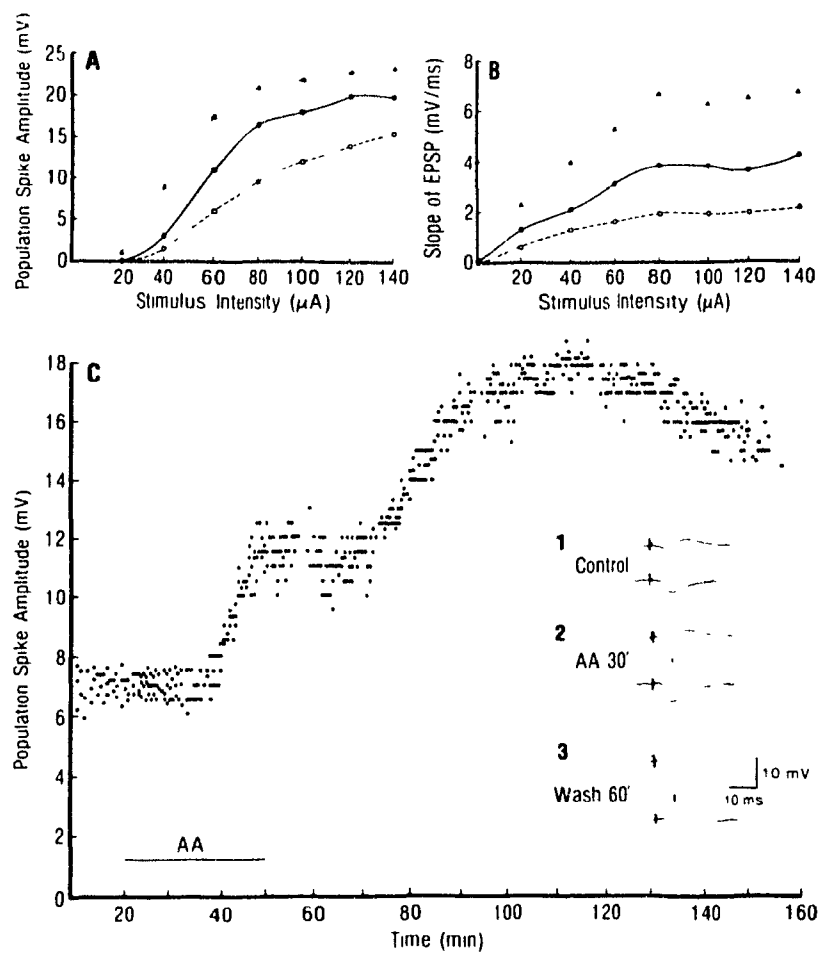 A
Population Spike Amplitude (mV)
25
20
15
10
5
0
20 40 60 80 100 120 140
Stimulus Intensity (μA)
B
Slope of EPSP (mV/ms)
8
6
4
2
0
20 40 60 80 100 120 140
Stimulus Intensity (μA)
C
Population Spike Amplitude (mV)
18
16
14
12
10
8
6
4
2
0
AA
20 40 60 80 100 120 140 160
Time (min)
1
Control
2
AA 30′
3
Wash 60′
10 mV
10 ms